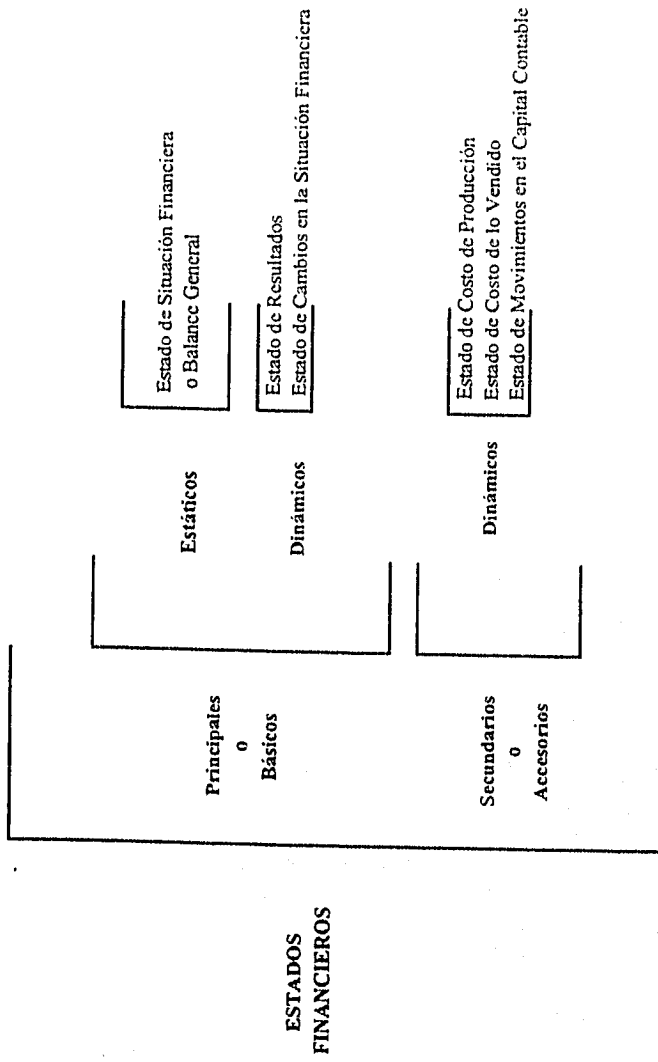 ESTADOS
FINANCIEROS
Principales
o
Básicos
Estáticos
Estado de Situación Financiera
o Balance General
Dinámicos
Estado de Resultados
Estado de Cambios en la Situación Financiera
Secundarios
o
Accesorios
Dinámicos
Estado de Costo de Producción
Estado de Costo de lo Vendido
Estado de Movimientos en el Capital Contable